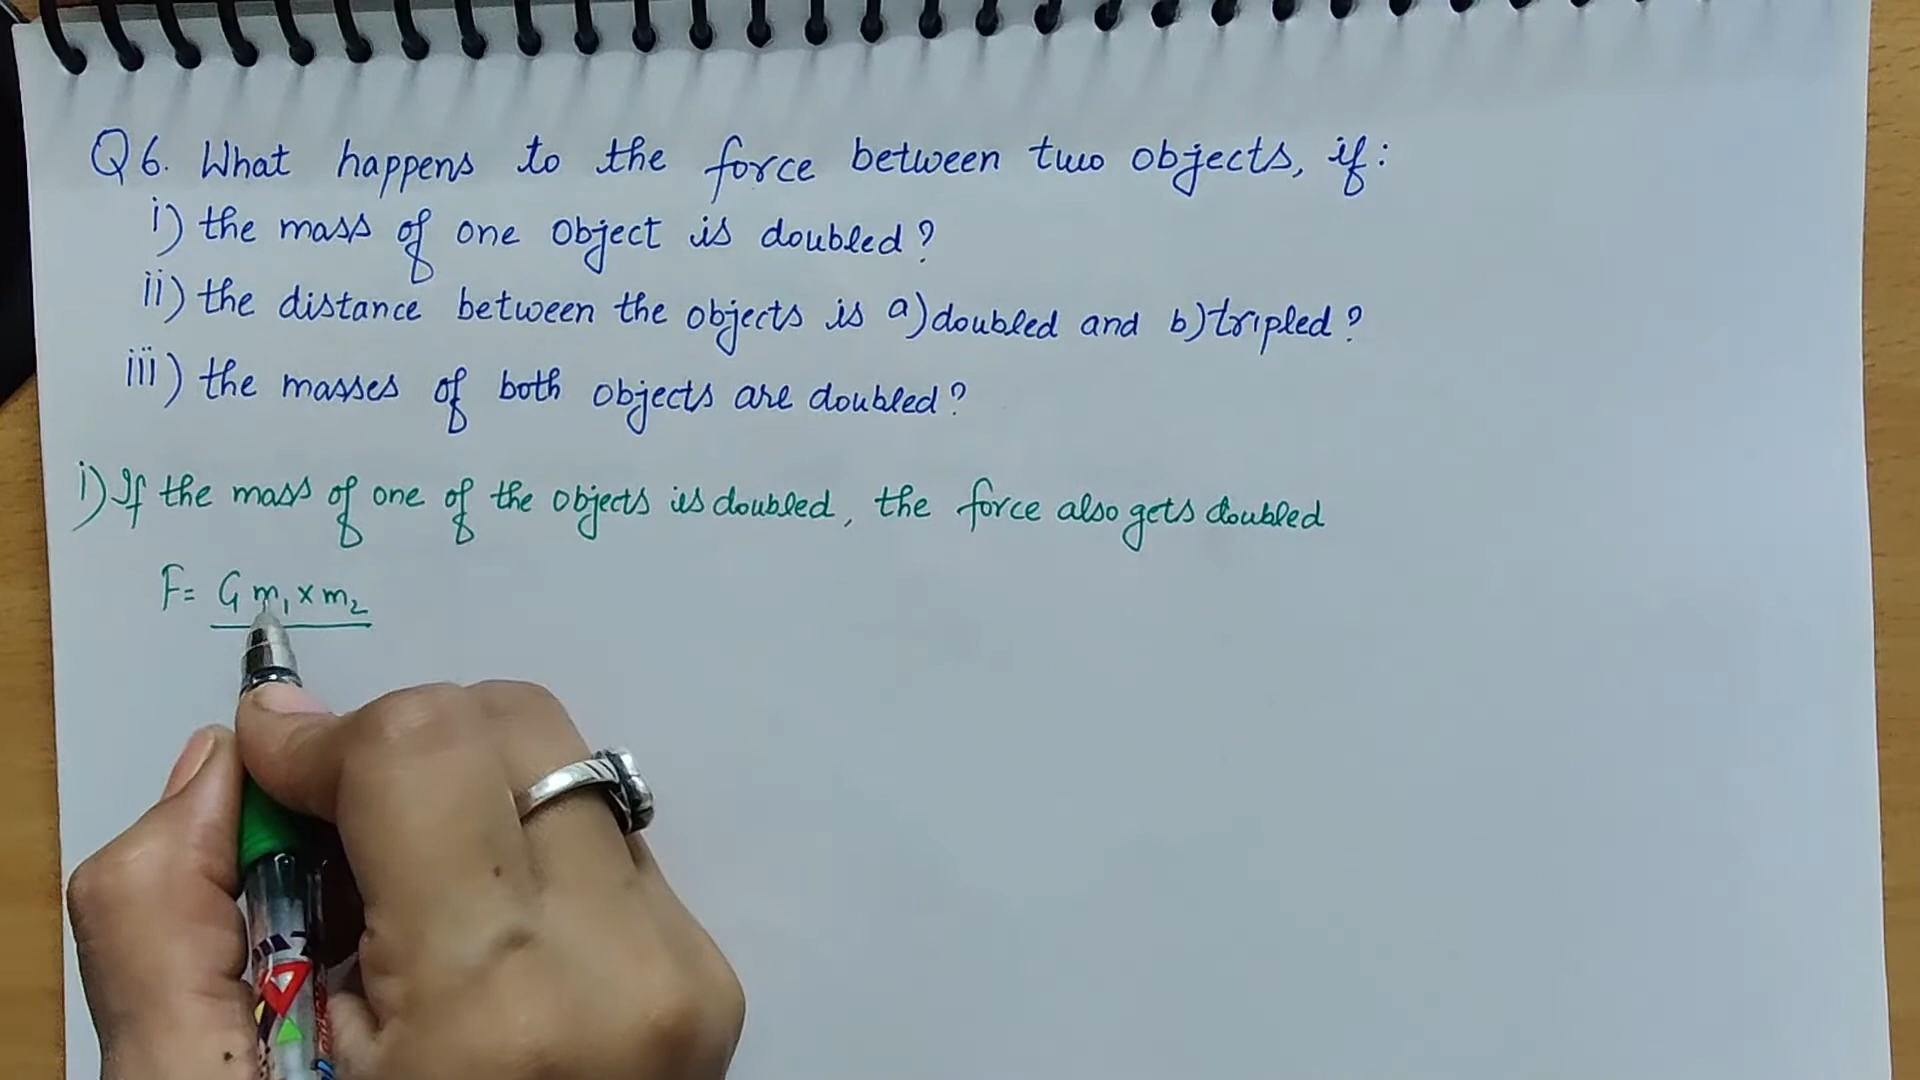 Q6. What happens to the force between two objects, if:
i) the mass of one object is doubled?
ii) the distance between the objects is a) doubled and b) tripled?
iii) the masses of both objects are doubled?
i) If the mass of one of the objects is doubled, the force also gets doubled
F = G m₁ × m₂